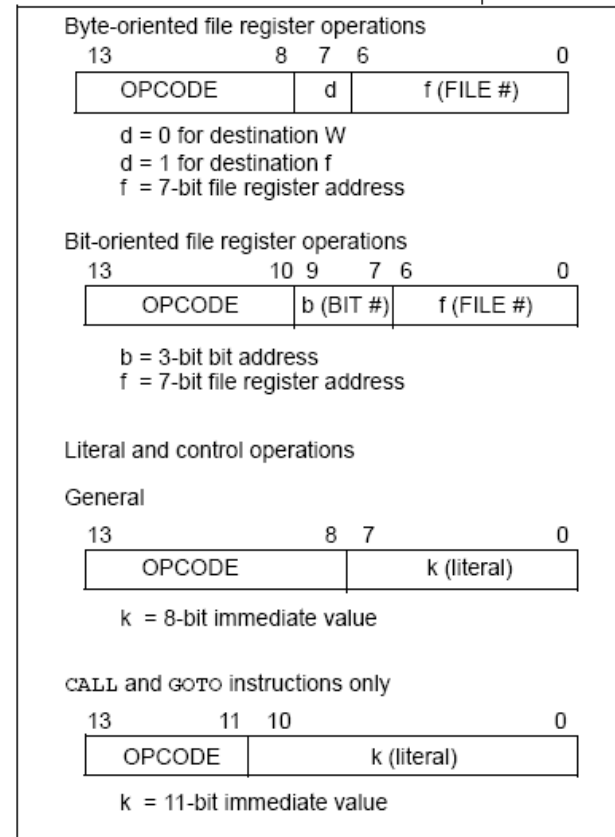 Byte-oriented file register operations
13 8 7 6 0
OPCODE d f (FILE #)
d = 0 for destination W
d = 1 for destination f
f = 7-bit file register address
Bit-oriented file register operations
13 10 9 7 6 0
OPCODE b (BIT #) f (FILE #)
b = 3-bit bit address
f = 7-bit file register address
Literal and control operations
General
13 8 7 0
OPCODE k (literal)
k = 8-bit immediate value
CALL and GOTO instructions only
13 11 10 0
OPCODE k (literal)
k = 11-bit immediate value